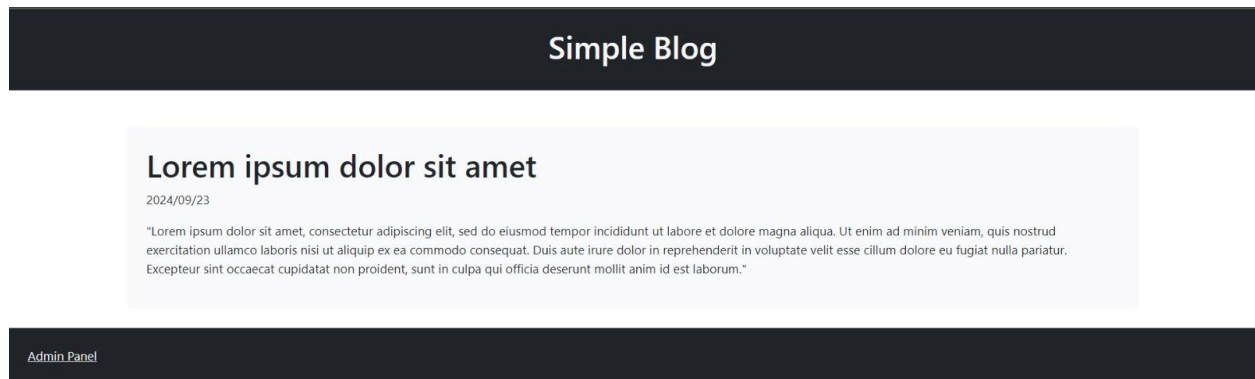 Simple Blog
Lorem ipsum dolor sit amet
2024/09/23
"Lorem ipsum dolor sit amet, consectetur adipiscing elit, sed do eiusmod tempor incididunt ut labore et dolore magna aliqua. Ut enim ad minim veniam, quis nostrud
exercitation ullamco laboris nisi ut aliquip ex ea commodo consequat. Duis aute irure dolor in reprehenderit in voluptate velit esse cillum dolore eu fugiat nulla pariatur.
Excepteur sint occaecat cupidatat non proident, sunt in culpa qui officia deserunt mollit anim id est laborum."
Admin Panel